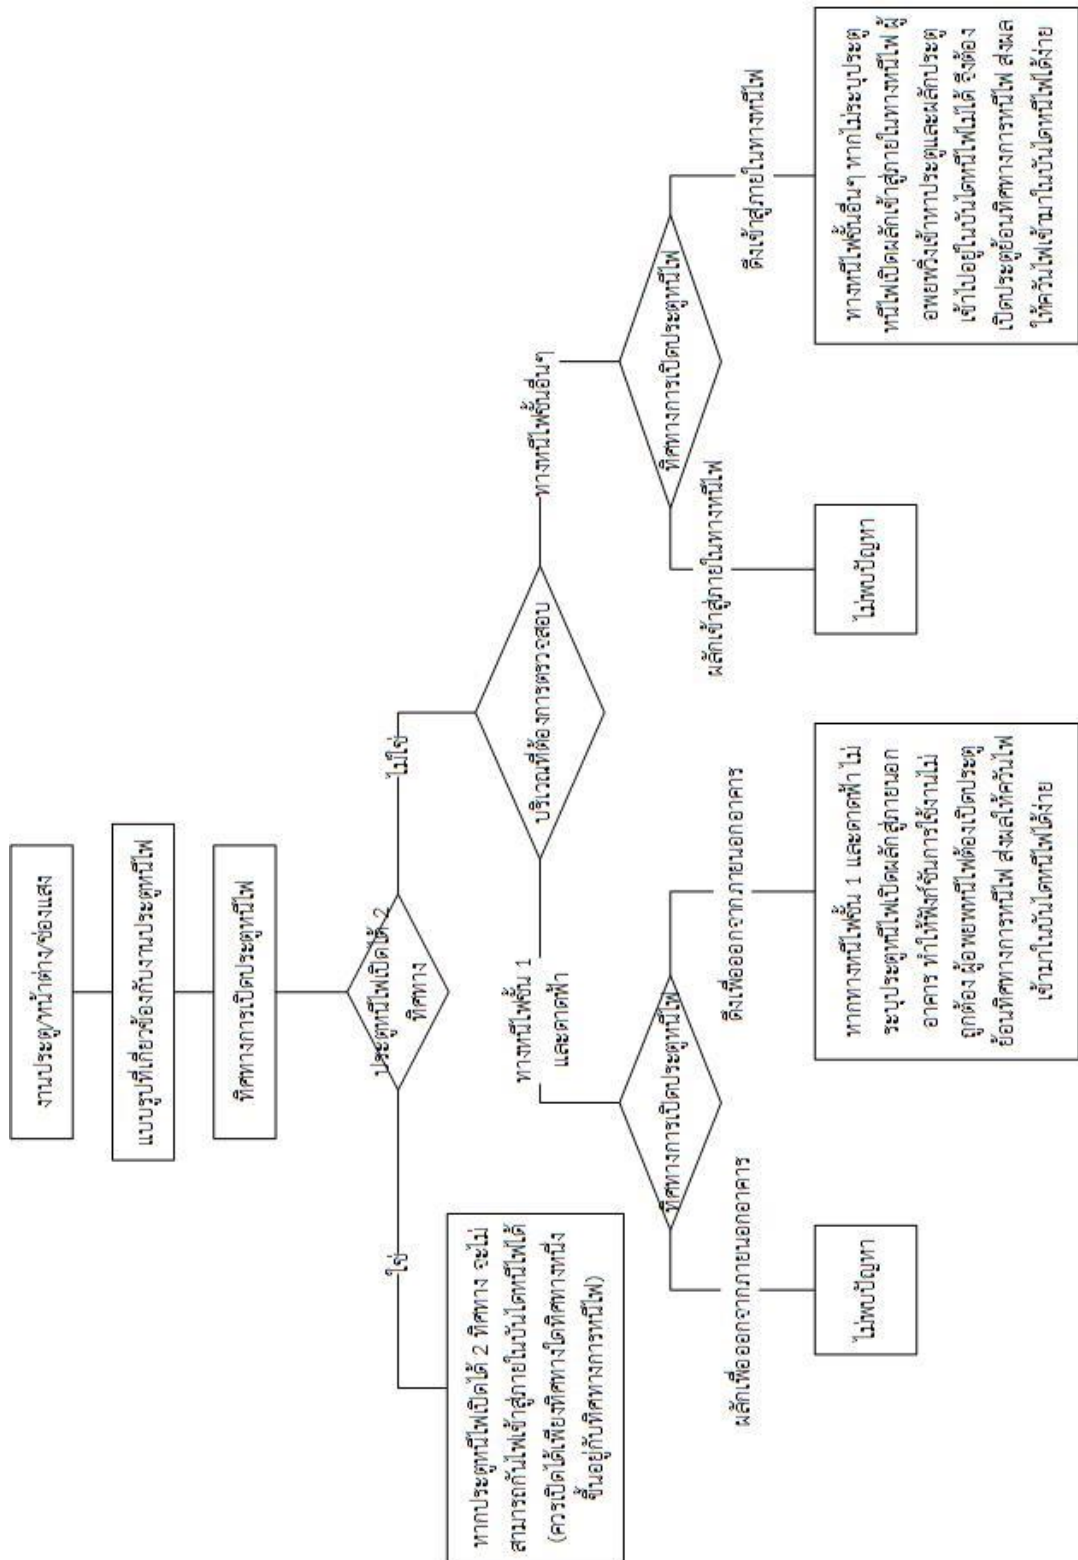 งานประตู/หน้าต่าง/ช่องแสง
แบบรูปที่เกี่ยวข้องกับงานประตูหนีไฟ
ทิศทางการเปิดประตูหนีไฟ
ประตูหนีไฟเปิดได้ 2
ทิศทาง
ใช่
ไม่ใช่
หากประตูหนีไฟเปิดได้ 2 ทิศทาง จะไม่
สามารถกันไฟเข้าสู่ภายในบันไดหนีไฟได้
(ควรเปิดได้เพียงทิศทางใดทิศทางหนึ่ง
ขึ้นอยู่กับทิศทางการหนีไฟ)
บริเวณที่ต้องการตรวจสอบ
ทางหนีไฟชั้น 1
และดาดฟ้า
ทางหนีไฟชั้นอื่นๆ
ทิศทางการเปิดประตูหนีไฟ
ผลักเพื่อออกจากภายนอกอาคาร
ดึงเพื่อออกจากภายนอกอาคาร
ไม่พบปัญหา
หากทางหนีไฟชั้น 1 และดาดฟ้า ไม่
ระบุประตูหนีไฟเปิดผลักสู่ภายนอก
อาคาร ทำให้ฟังก์ชันการใช้งานไม่
ถูกต้อง ผู้อพยพหนีไฟต้องเปิดประตู
ย้อนทิศทางการหนีไฟ ส่งผลให้ควันไฟ
เข้ามาในบันไดหนีไฟได้ง่าย
ทิศทางการเปิดประตูหนีไฟ
ผลักเข้าสู่ภายในทางหนีไฟ
ดึงเข้าสู่ภายในทางหนีไฟ
ไม่พบปัญหา
ทางหนีไฟชั้นอื่นๆ หากไม่ระบุประตู
หนีไฟเปิดผลักเข้าสู่ภายในทางหนีไฟ ผู้
อพยพวิ่งเข้าหาประตูและผลักประตู
เข้าไปอยู่ในบันไดหนีไฟไม่ได้ จึงต้อง
เปิดประตูย้อนทิศทางการหนีไฟ ส่งผล
ให้ควันไฟเข้ามาในบันไดหนีไฟได้ง่าย